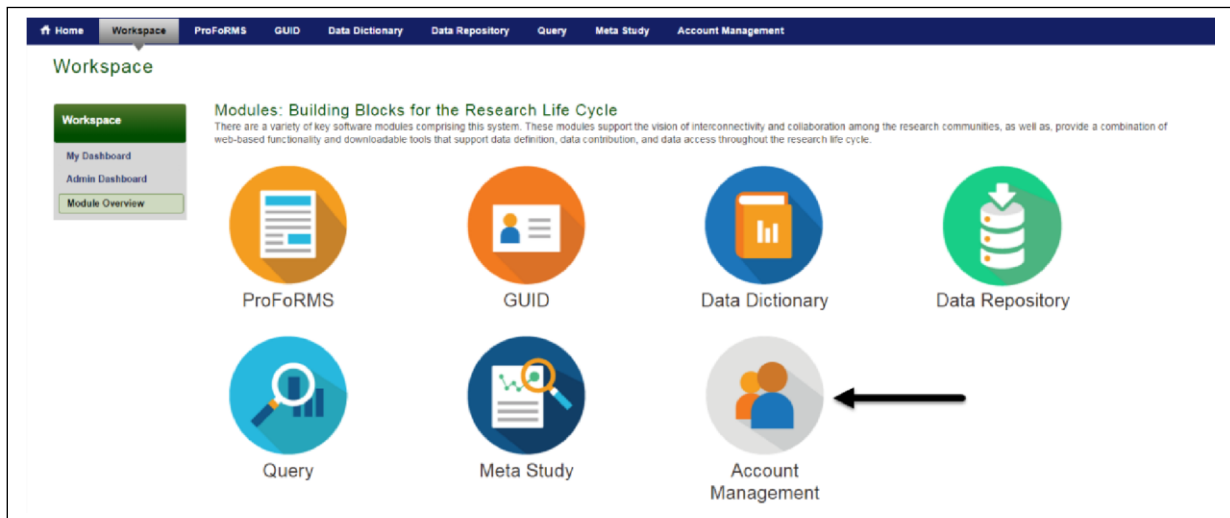 Home Workspace ProFoRMS GUID Data Dictionary Data Repository Query Meta Study Account Management
Workspace
Workspace
My Dashboard
Admin Dashboard
Module Overview
Modules: Building Blocks for the Research Life Cycle
There are a variety of key software modules comprising this system. These modules support the vision of interconnectivity and collaboration among the research communities, as well as, provide a combination of
web-based functionality and downloadable tools that support data definition, data contribution, and data access throughout the research life cycle.
ProFoRMS
GUID
Data Dictionary
Data Repository
Query
Meta Study
Account
Management